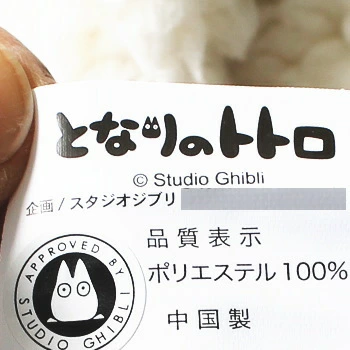 となりのトトロ
© Studio Ghibli
企画 / スタジオジブリ
品質表示
ポリエステル100%
中国製
APPROVED BY
STUDIO GHIBLI